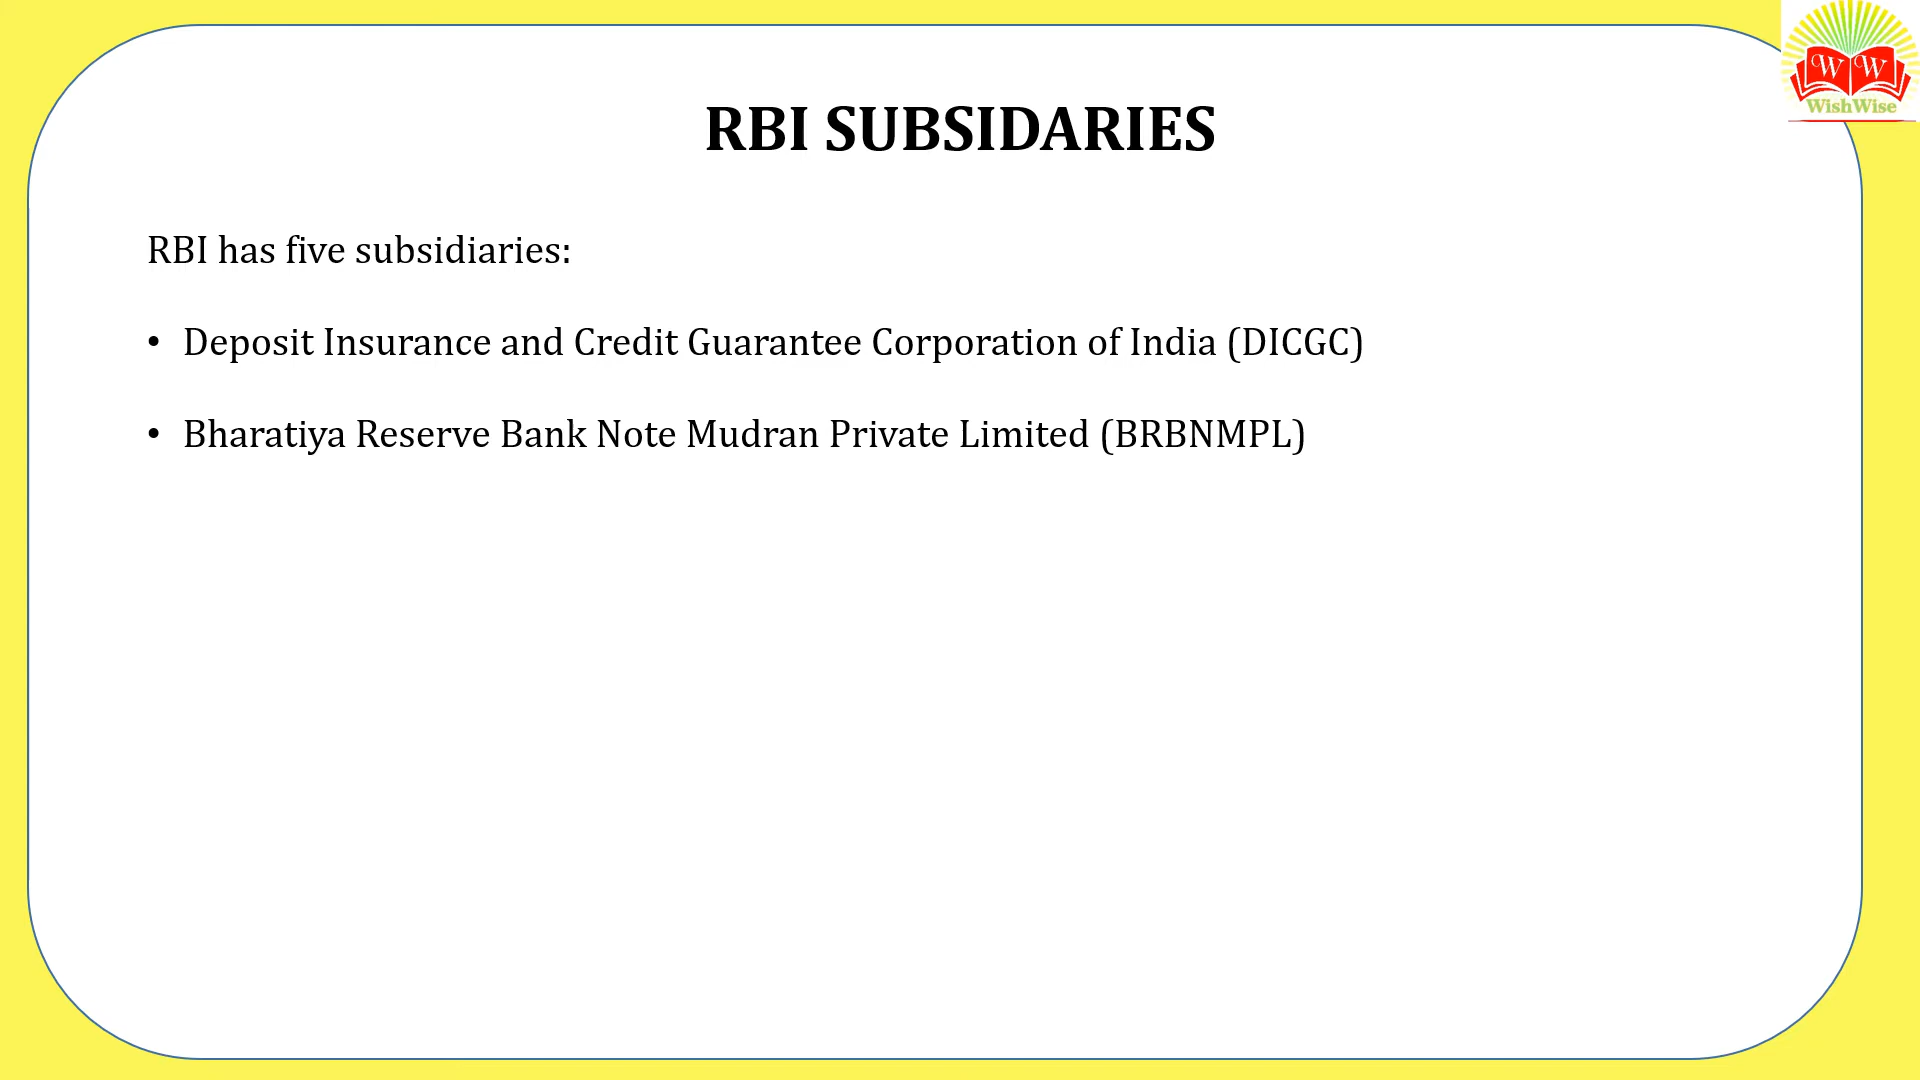 W W
WishWise
RBI SUBSIDARIES
RBI has five subsidiaries:
• Deposit Insurance and Credit Guarantee Corporation of India (DICGC)
• Bharatiya Reserve Bank Note Mudran Private Limited (BRBNMPL)